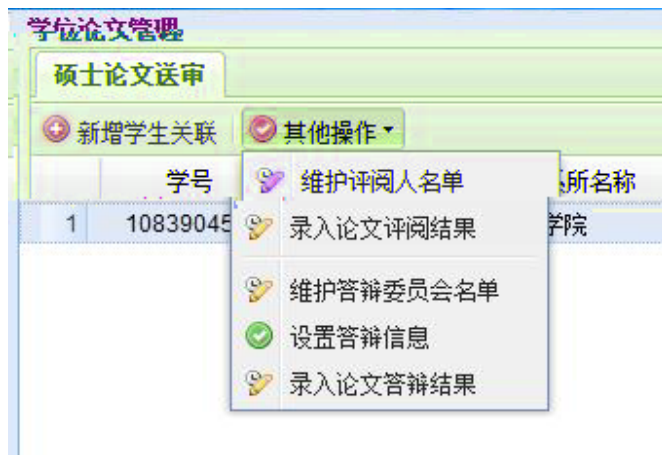 学位论文管理
硕士论文送审
新增学生关联 其他操作
学号 所名称
维护评阅人名单
1 10839045 学院
录入论文评阅结果
维护答辩委员会名单
设置答辩信息
录入论文答辩结果